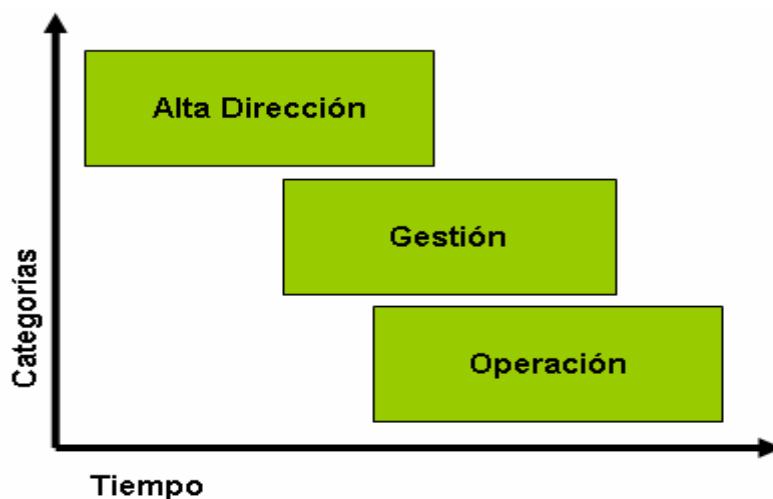 Alta Dirección
Gestión
Operación
Categorías
Tiempo